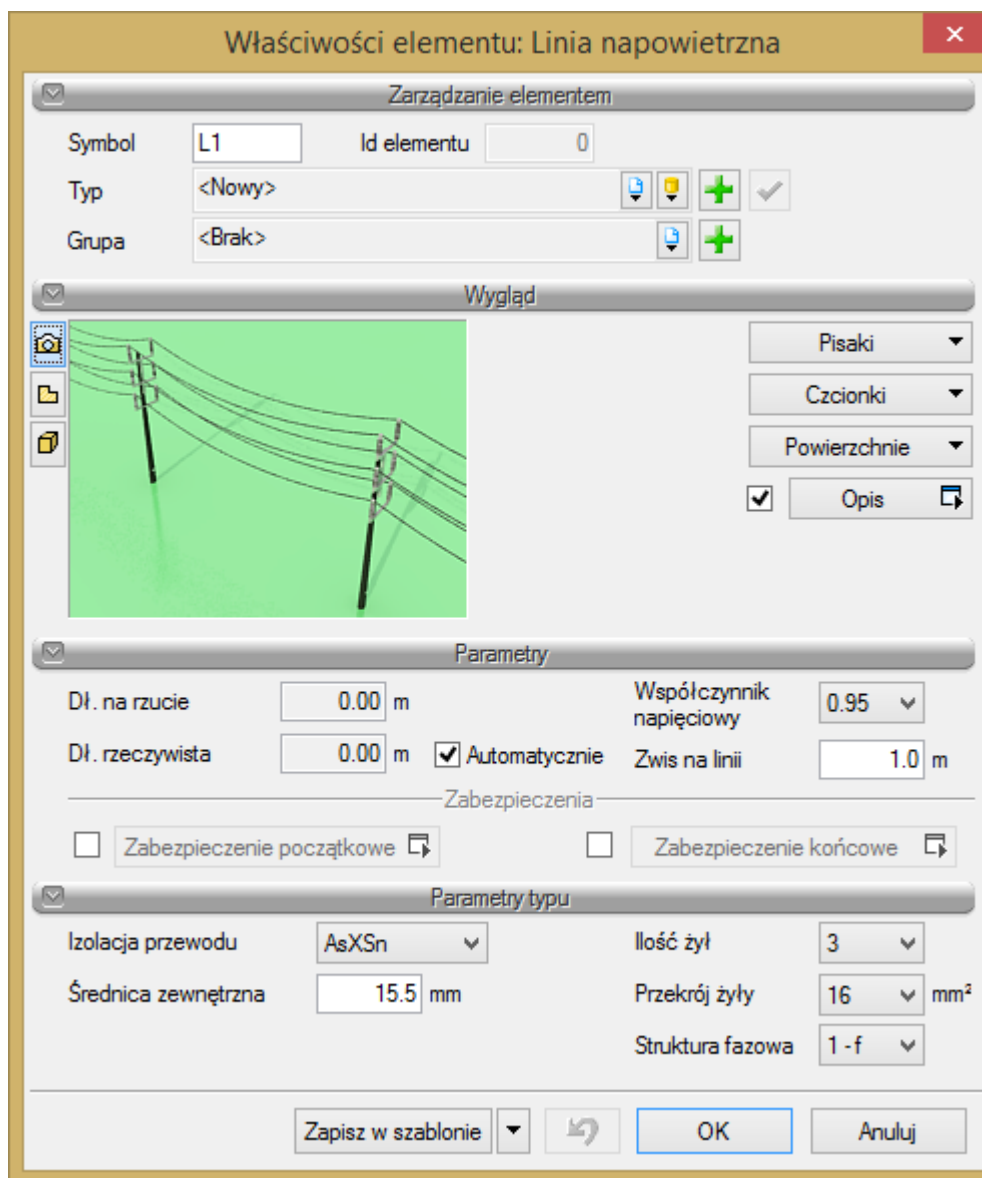 Właściwości elementu: Linia napowietrzna
Zarządzanie elementem
Symbol L1 Id elementu 0
Typ <Nowy>
Grupa <Brak>
Wygląd
Pisaki
Czcionki
Powierzchnie
Opis
Parametry
Dł. na rzucie 0.00 m Współczynnik napięciowy 0.95
Dł. rzeczywista 0.00 m Automatycznie Zwis na linii 1.0 m
Zabezpieczenia
Zabezpieczenie początkowe Zabezpieczenie końcowe
Parametry typu
Izolacja przewodu AsXSn Ilość żył 3
Średnica zewnętrzna 15.5 mm Przekrój żyły 16 mm²
Struktura fazowa 1 - f
Zapisz w szablonie OK Anuluj